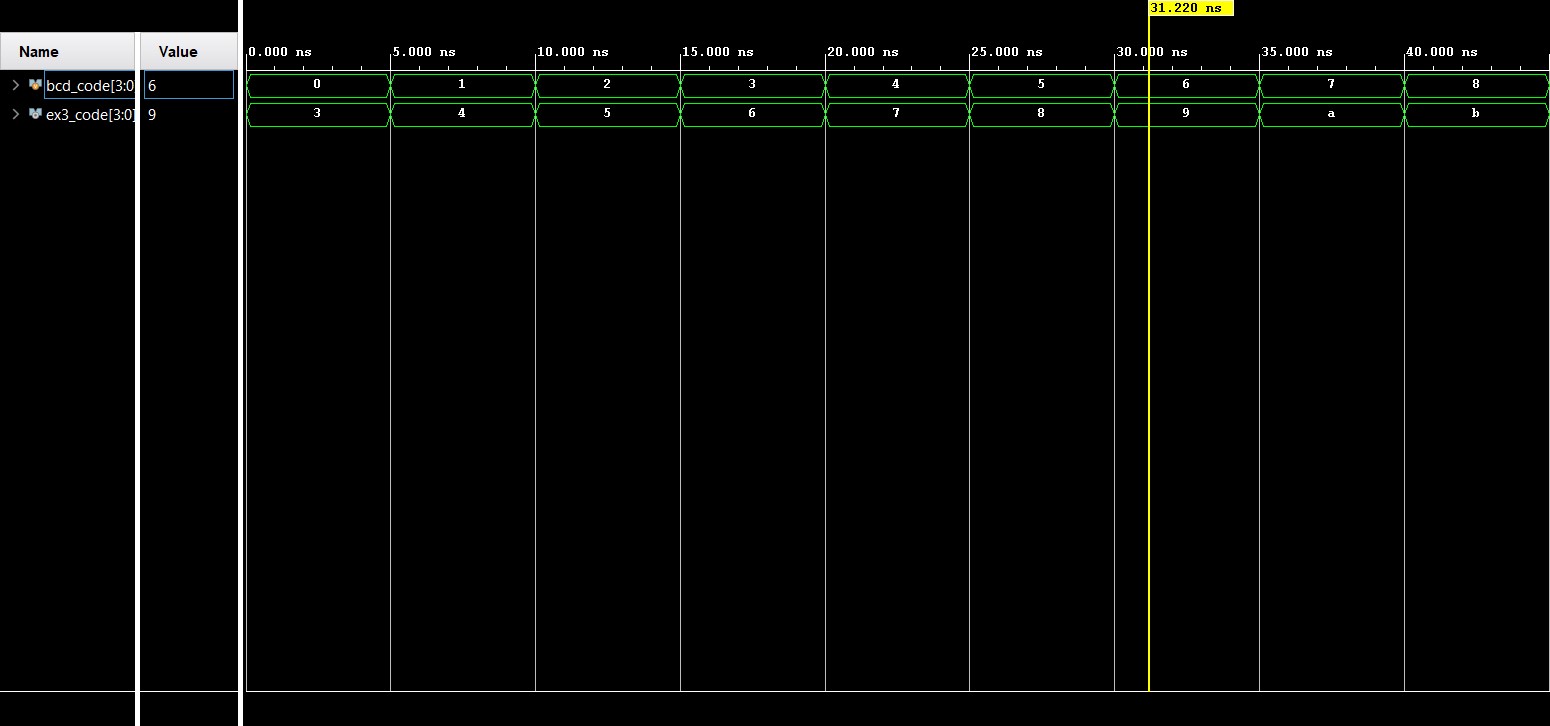 31.220 ns
Name Value
0.000 ns 5.000 ns 10.000 ns 15.000 ns 20.000 ns 25.000 ns 30.000 ns 35.000 ns 40.000 ns
bcd_code[3:0 6 0 1 2 3 4 5 6 7 8
ex3_code[3:0] 9 3 4 5 6 7 8 9 a b